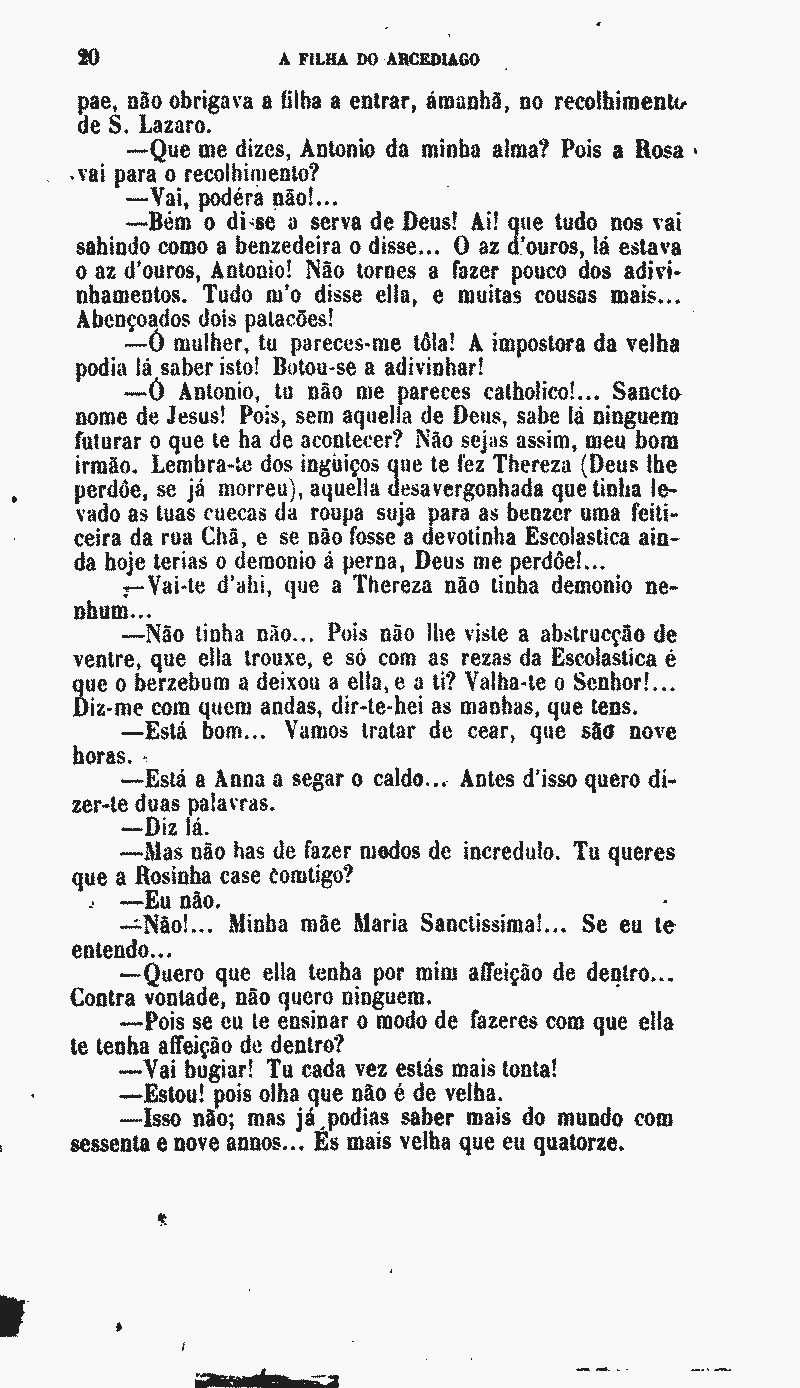 20 A FILHA DO ARCEDIAGO
pae, não obrigava a filha a entrar, ámanhã, no recolhimento
de S. Lazaro.
—Que me dizes, Antonio da minha alma? Pois a Rosa
vai para o recolhimento?
—Vai, podéra não!...
—Bem o disse a serva de Deus! Ai! que tudo nos vai
sahindo como a benzedeira o disse... O az d'ouros, lá estava
o az d'ouros, Antonio! Não tornes a fazer pouco dos adivi-
nhamentos. Tudo m'o disse ella, e muitas cousas mais...
Abençoados dois patacões!
—Ó mulher, tu pareces-me tôla! A impostora da velha
podia lá saber isto! Botou-se a adivinhar!
—Ó Antonio, tu não me pareces catholico!... Sancto
nome de Jesus! Pois, sem aquella de Deus, sabe lá ninguem
futurar o que te ha de acontecer? Não sejas assim, meu bom
irmão. Lembra-te dos ingüiços que te fez Thereza (Deus lhe
perdôe, se já morreu), aquella desavergonhada que tinha le-
vado as tuas cuecas da roupa suja para as benzer uma feiti-
ceira da rua Chã, e se não fosse a devotinha Escolastica ain-
da hoje terias o demonio á perna, Deus me perdôe!...
—Vai-te d'ahi, que a Thereza não tinha demonio ne-
nhum...
—Não tinha não... Pois não lhe viste a abstrucção de
ventre, que ella trouxe, e só com as rezas da Escolastica é
que o berzebum a deixou a ella, e a ti? Valha-te o Senhor!...
Diz-me com quem andas, dir-te-hei as manhas, que tens.
—Está bom... Vamos tratar de cear, que são nove
horas.
—Está a Anna a segar o caldo... Antes d'isso quero di-
zer-te duas palavras.
—Diz lá.
—Mas não has de fazer modos de incredulo. Tu queres
que a Rosinha case comtigo?
—Eu não.
—Não!... Minha mãe Maria Sanctissima!... Se eu te
entendo...
—Quero que ella tenha por mim affeição de dentro...
Contra vontade, não quero ninguem.
—Pois se eu te ensinar o modo de fazeres com que ella
te tenha affeição de dentro?
—Vai bugiar! Tu cada vez estás mais tonta!
—Estou! pois olha que não é de velha.
—Isso não; mas já podias saber mais do mundo com
sessenta e nove annos... És mais velha que eu quatorze.